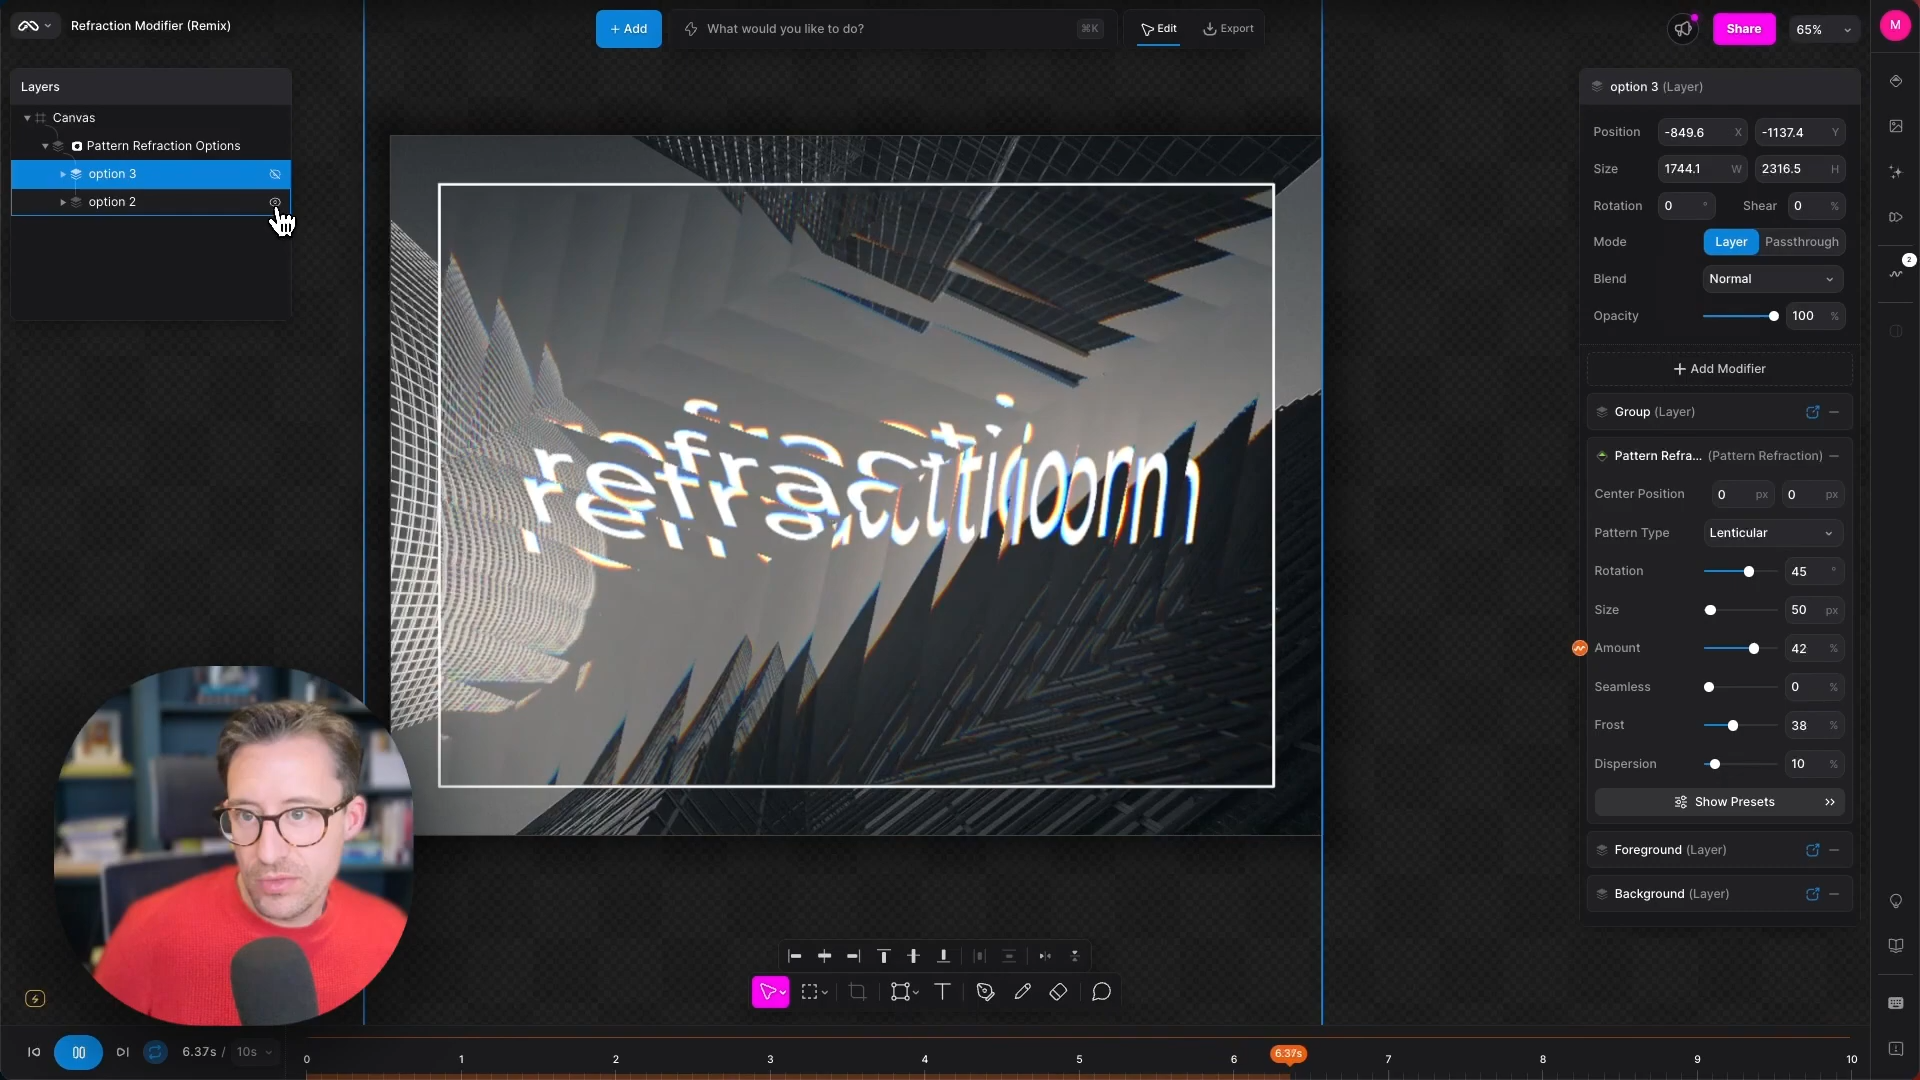 Refraction Modifier (Remix)
+ Add
What would you like to do?
⌘K
Edit
Export
Share
65%
M
Layers
Canvas
Pattern Refraction Options
option 3
option 2
refraction
option 3 (Layer)
Position -849.6 X -1137.4 Y
Size 1744.1 W 2316.5 H
Rotation 0 ° Shear 0 %
Mode Layer Passthrough
Blend Normal
Opacity 100 %
+ Add Modifier
Group (Layer)
Pattern Refra... (Pattern Refraction)
Center Position 0 px 0 px
Pattern Type Lenticular
Rotation 45 °
Size 50 px
Amount 42 %
Seamless 0 %
Frost 38 %
Dispersion 10 %
Show Presets
Foreground (Layer)
Background (Layer)
2
6.37s / 10s
0 1 2 3 4 5 6 6.37s 7 8 9 10